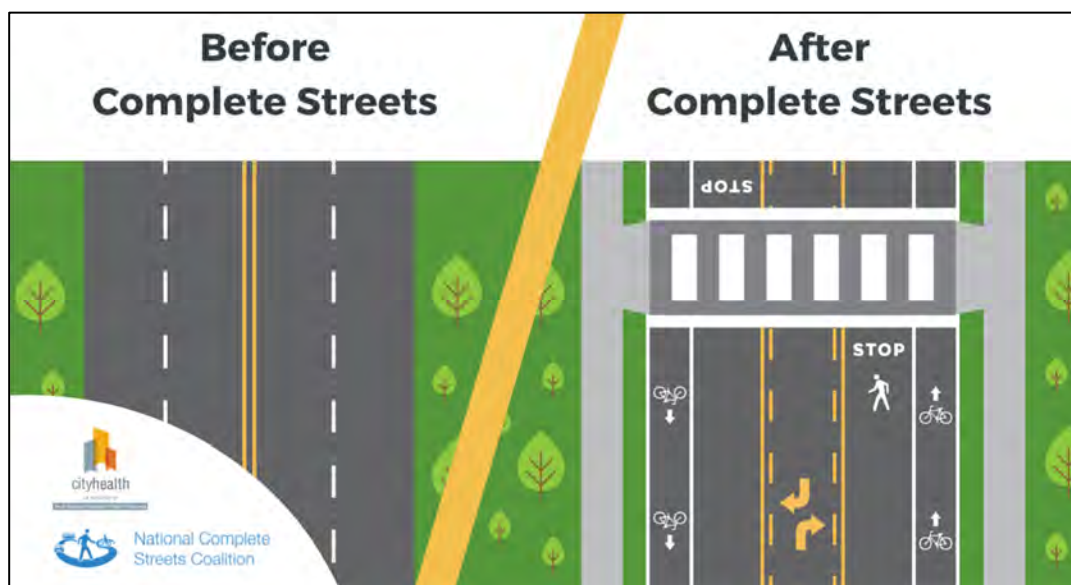 Before
Complete Streets
After
Complete Streets
STOP
STOP
cityhealth
National Complete
Streets Coalition